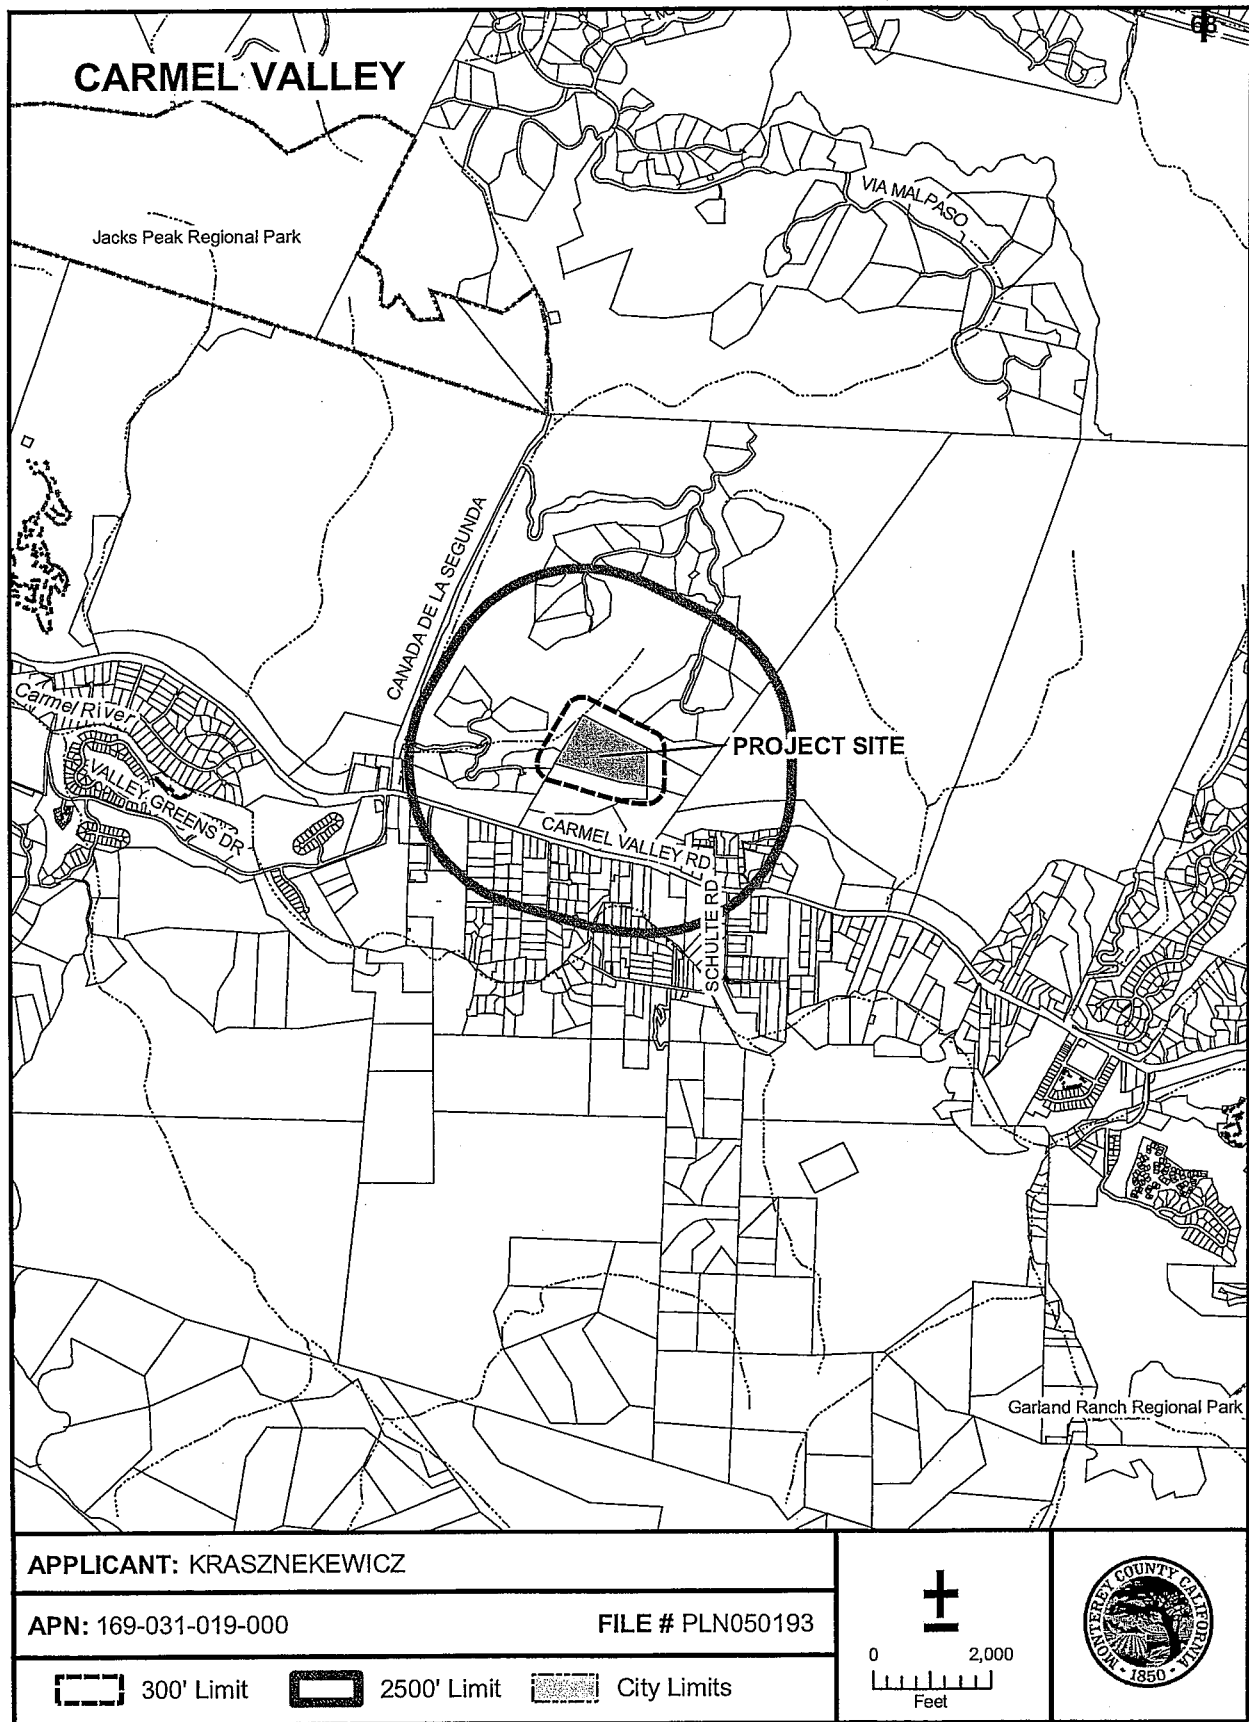 68
CARMEL VALLEY
VIA MALPASO
Jacks Peak Regional Park
CANADA DE LA SEGUNDA
Carmel River
PROJECT SITE
VALLEY GREENS DR
CARMEL VALLEY RD
SCHULTE RD
Garland Ranch Regional Park
APPLICANT: KRASZNEKEWICZ
APN: 169-031-019-000 FILE # PLN050193
300' Limit 2500' Limit City Limits
0 2,000
Feet
MONTEREY COUNTY CALIFORNIA
1850